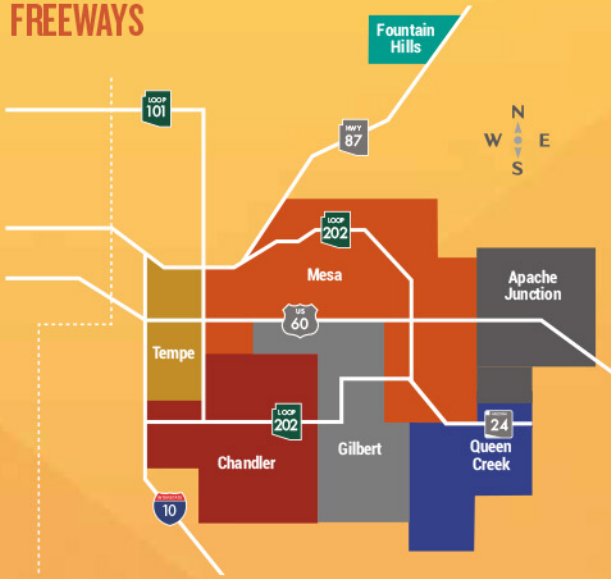 FREEWAYS
Fountain
Hills
LOOP
101
HWY
87
N
W E
S
LOOP
202
Mesa
Apache
Junction
US
60
Tempe
LOOP
202
24
Gilbert
Queen
Creek
Chandler
10